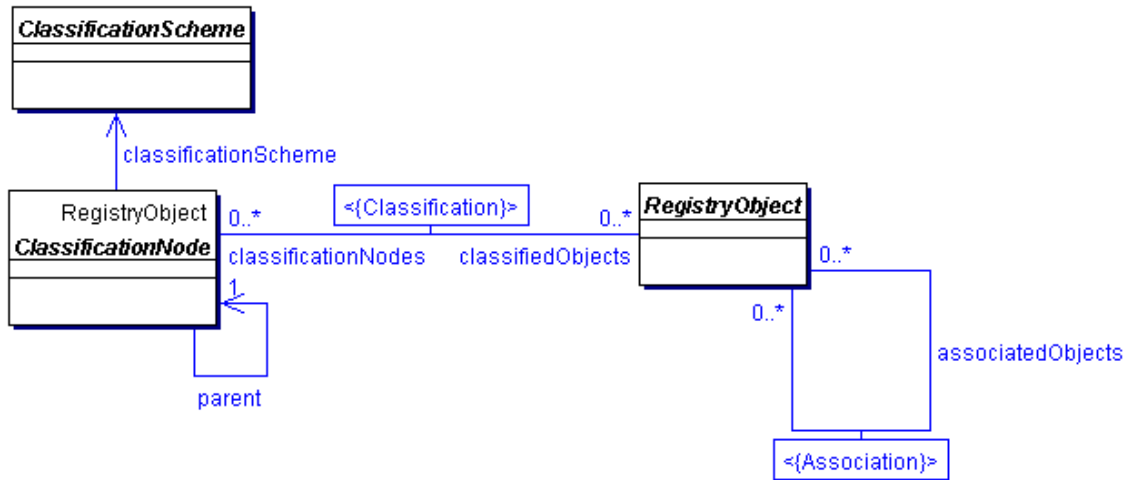 ClassificationScheme
classificationScheme
RegistryObject
ClassificationNode
0..*
<{Classification}>
0..*
RegistryObject
classificationNodes
classifiedObjects
1
parent
0..*
0..*
associatedObjects
<{Association}>